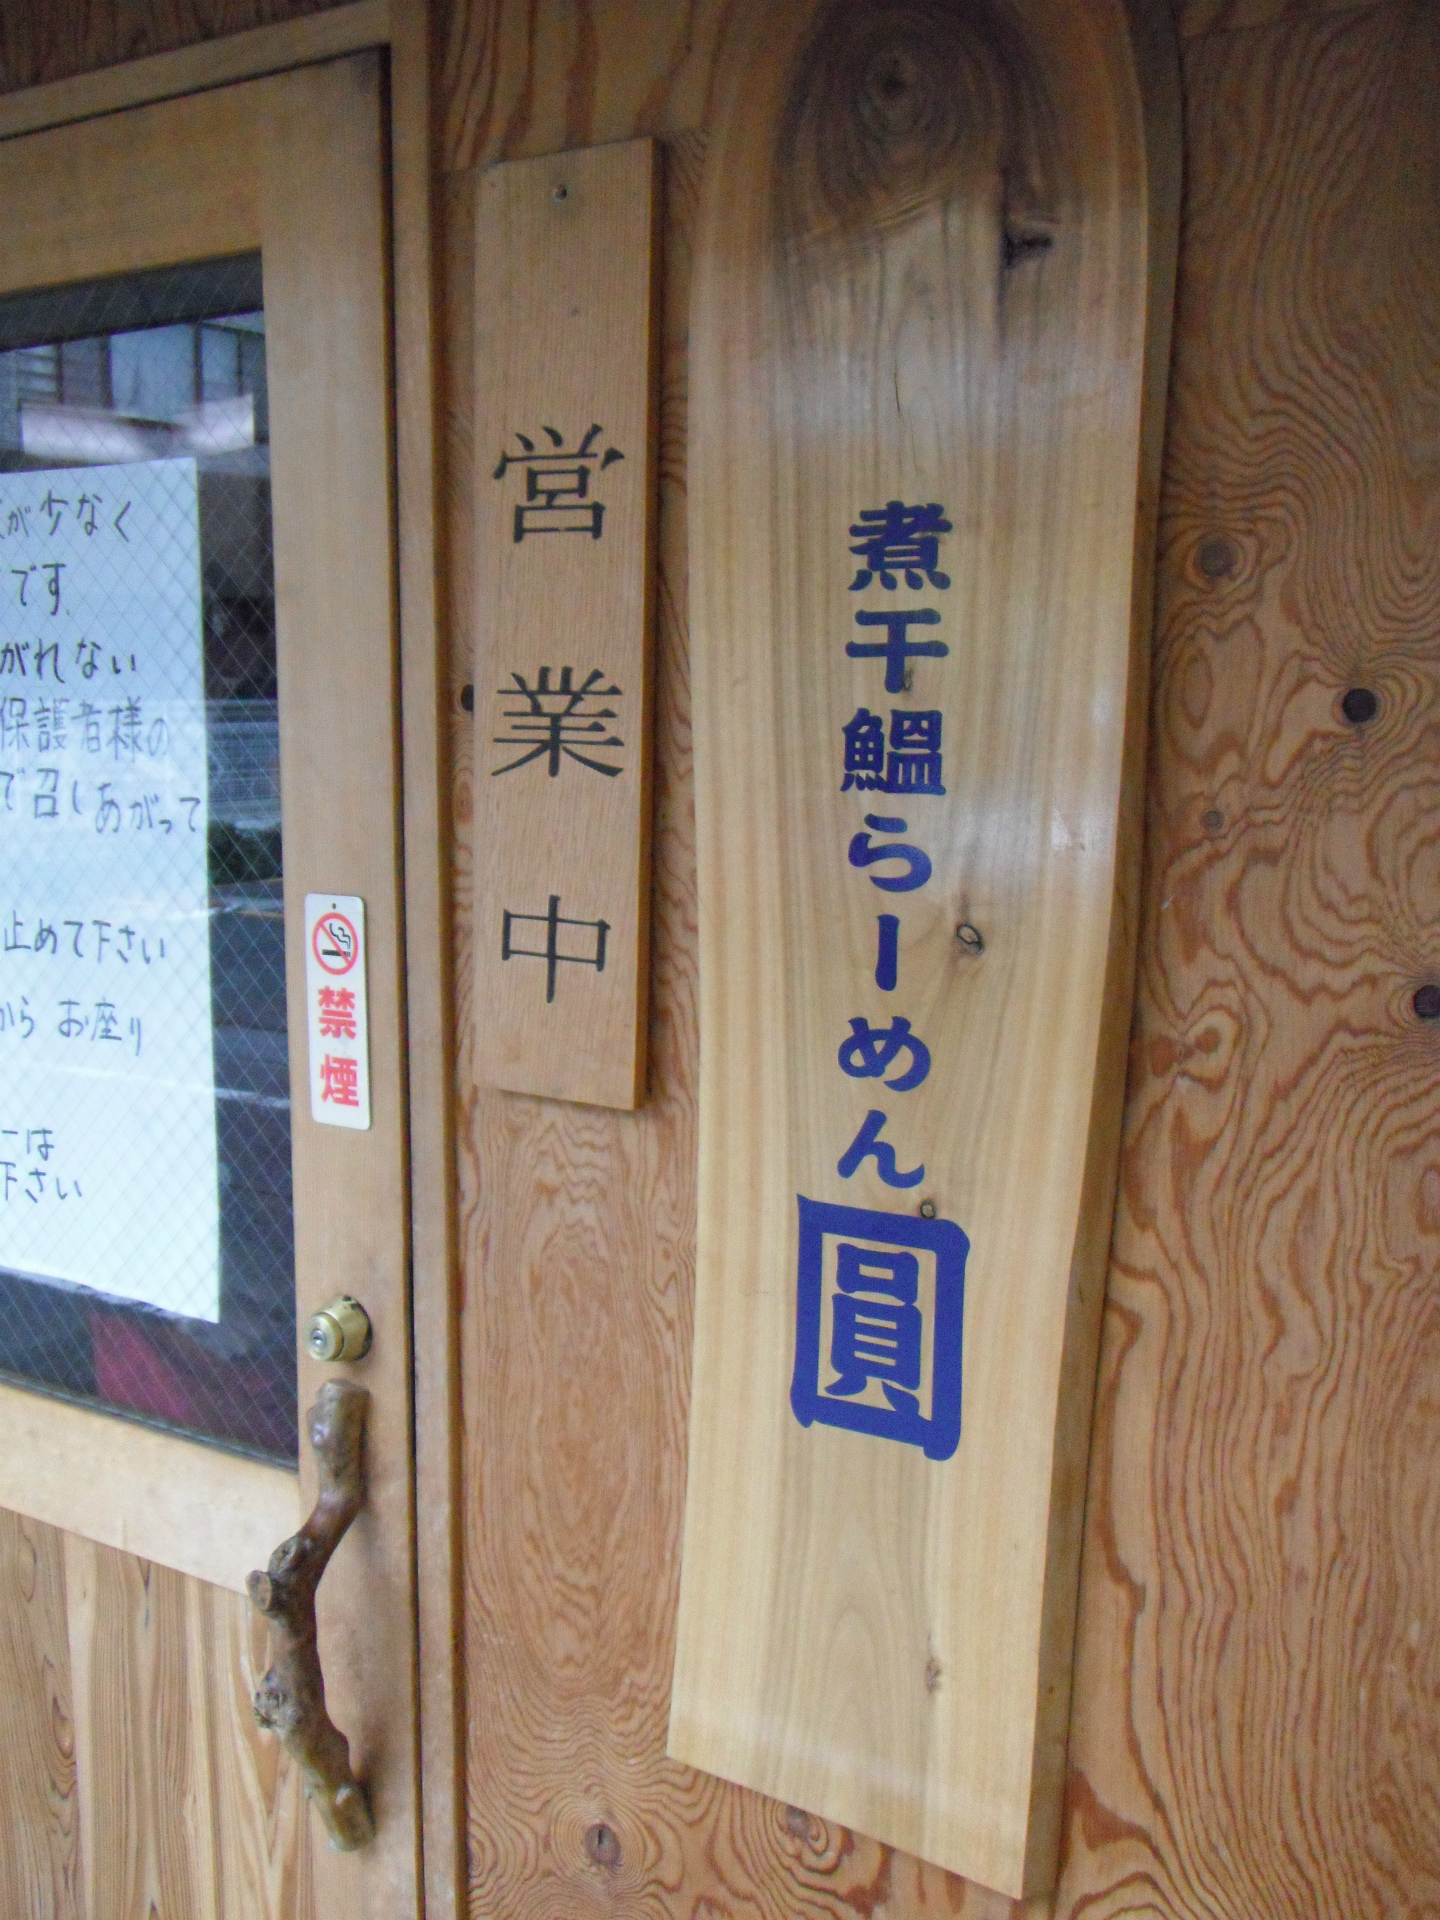 煮干鰮らーめん圓
営業中
禁煙
が少なく
です。
がれない
保護者様の
で召しあがって
止めて下さい
から お座り
ーは
下さい